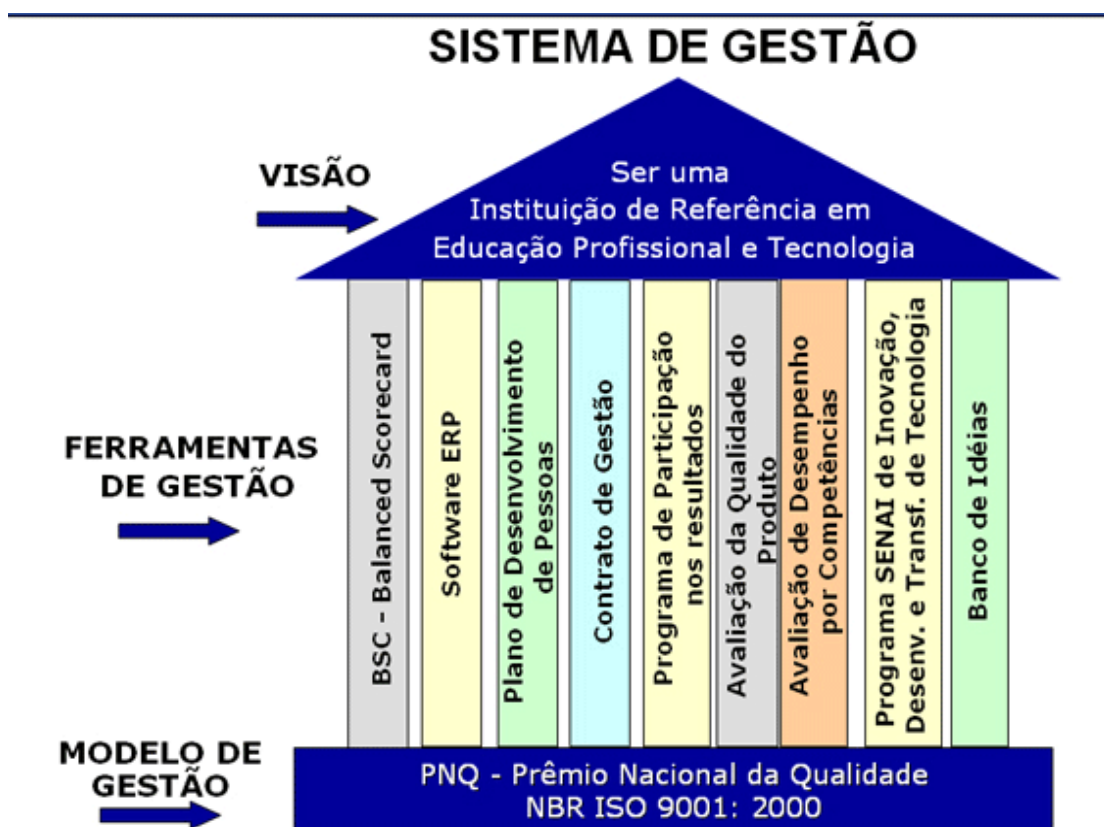 SISTEMA DE GESTÃO
VISÃO
Ser uma
Instituição de Referência em
Educação Profissional e Tecnologia
FERRAMENTAS
DE GESTÃO
BSC – Balanced Scorecard
Software ERP
Plano de Desenvolvimento
de Pessoas
Contrato de Gestão
Programa de Participação
nos resultados
Avaliação da Qualidade do
Produto
Avaliação de Desempenho
por Competências
Programa SENAI de Inovação,
Desenv. e Transf. de Tecnologia
Banco de Idéias
MODELO DE
GESTÃO
PNQ - Prêmio Nacional da Qualidade
NBR ISO 9001: 2000